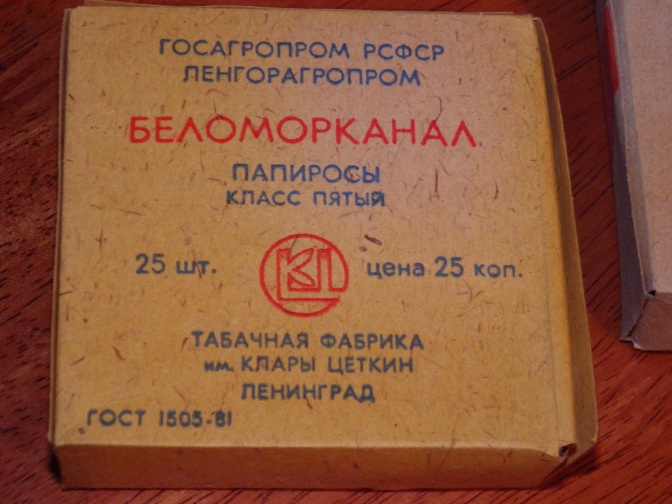 ГОСАГРОПРОМ РСФСР
ЛЕНГОРАГРОПРОМ
БЕЛОМОРКАНАЛ
ПАПИРОСЫ
КЛАСС ПЯТЫЙ
25 шт. цена 25 коп.
ТАБАЧНАЯ ФАБРИКА
им. КЛАРЫ ЦЕТКИН
ЛЕНИНГРАД
ГОСТ 1505-81